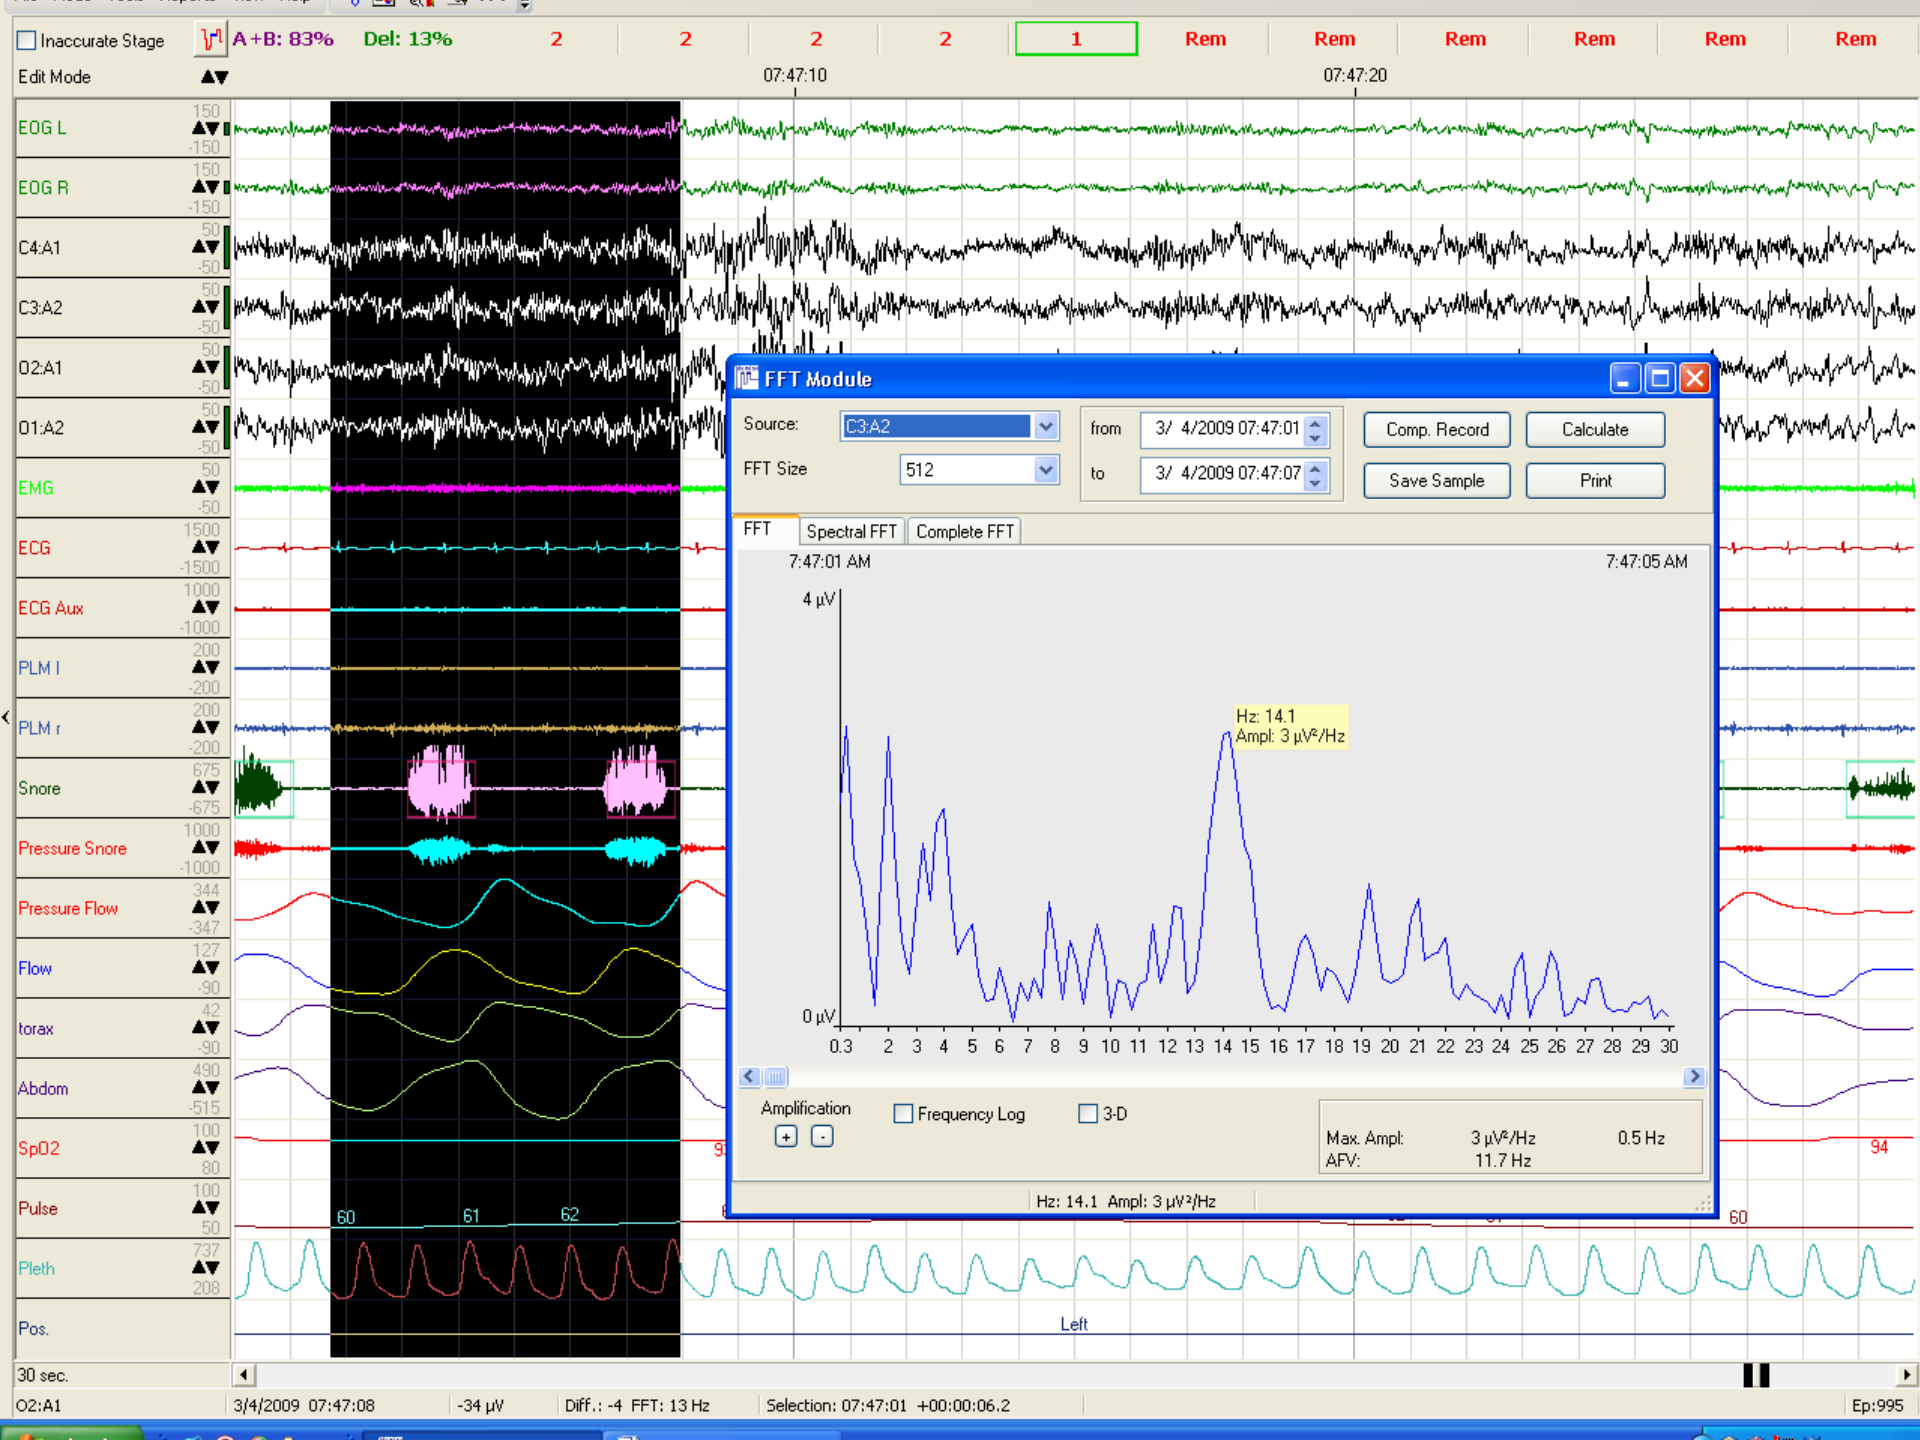 Inaccurate Stage A+B: 83% Del: 13% 2 2 2 2 1 Rem Rem Rem Rem Rem Rem
Edit Mode 07:47:10 07:47:20
EOG L 150 -150
EOG R 150 -150
C4:A1 50 -50
C3:A2 50 -50
O2:A1 50 -50
O1:A2 50 -50
EMG 50 -50
ECG 1500 -1500
ECG Aux 1000 -1000
PLM l 200 -200
PLM r 200 -200
Snore 675 -675
Pressure Snore 1000 -1000
Pressure Flow 344 -347
Flow 127 -90
torax 42 -90
Abdom 490 -515
SpO2 100 80 94
Pulse 100 50 60 61 62 60
Pleth 737 208
Pos. Left
FFT Module
Source: C3:A2 from 3/ 4/2009 07:47:01 Comp. Record Calculate
FFT Size 512 to 3/ 4/2009 07:47:07 Save Sample Print
FFT Spectral FFT Complete FFT
7:47:01 AM 7:47:05 AM
4 µV
Hz: 14.1
Ampl: 3 µV²/Hz
0 µV
0.3 2 3 4 5 6 7 8 9 10 11 12 13 14 15 16 17 18 19 20 21 22 23 24 25 26 27 28 29 30
Amplification Frequency Log 3-D
+ -
Max. Ampl: 3 µV²/Hz 0.5 Hz
AFV: 11.7 Hz
Hz: 14.1 Ampl: 3 µV²/Hz
30 sec.
O2:A1 3/4/2009 07:47:08 -34 µV Diff.: -4 FFT: 13 Hz Selection: 07:47:01 +00:00:06.2 Ep:995